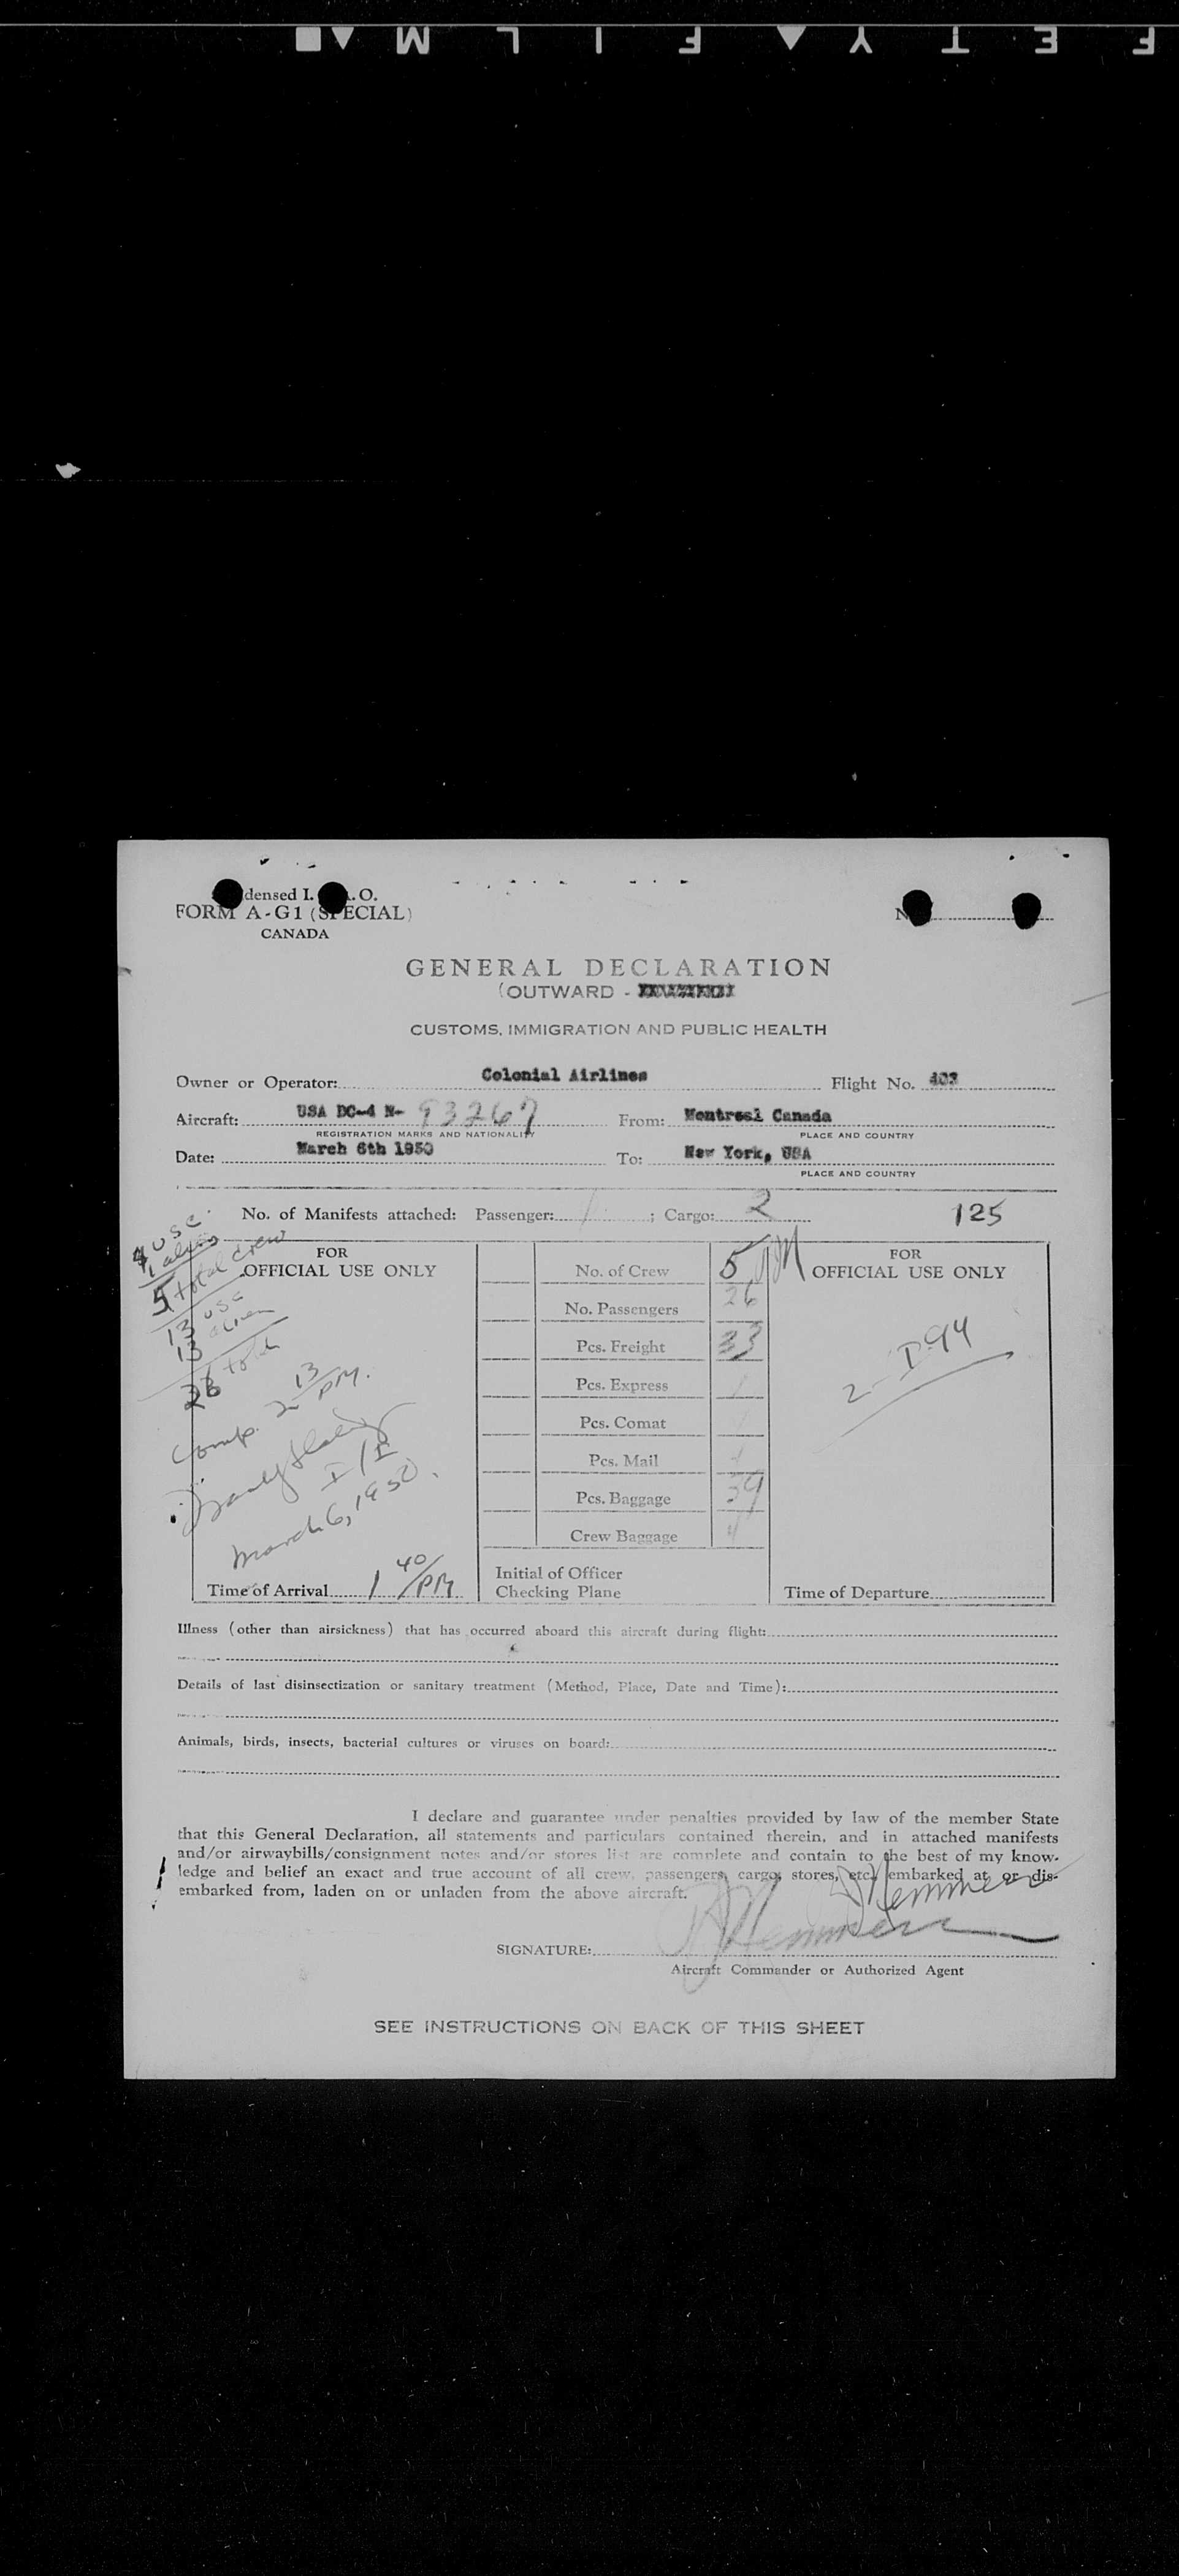 densed I. .O.
FORM A-G1 (SPECIAL)
CANADA
GENERAL DECLARATION
(OUTWARD -
CUSTOMS, IMMIGRATION AND PUBLIC HEALTH
Owner or Operator: Colonial Airlines Flight No. 403
Aircraft: USA DC-4 N- 93267 From: Montreal Canada
REGISTRATION MARKS AND NATIONALITY PLACE AND COUNTRY
Date: March 6th 1950 To: New York, USA
PLACE AND COUNTRY
No. of Manifests attached: Passenger: 1 ; Cargo: 2 125
4 USC
1 alien
5 total crew
13 USC
13 alien
26 total
Comp. 2 13/PM.
I/I
March 6, 1950.
FOR
OFFICIAL USE ONLY
Time of Arrival 1 40/PM
No. of Crew 5
No. Passengers 26
Pcs. Freight 33
Pcs. Express
Pcs. Comat
Pcs. Mail
Pcs. Baggage 39
Crew Baggage
Initial of Officer
Checking Plane
FOR
OFFICIAL USE ONLY
2-I-94
Time of Departure
Illness (other than airsickness) that has occurred aboard this aircraft during flight:
Details of last disinsectization or sanitary treatment (Method, Place, Date and Time):
Animals, birds, insects, bacterial cultures or viruses on board:
I declare and guarantee under penalties provided by law of the member State
that this General Declaration, all statements and particulars contained therein, and in attached manifests
and/or airwaybills/consignment notes and/or stores list are complete and contain to the best of my know-
ledge and belief an exact and true account of all crew, passengers, cargo, stores, etc. embarked at or dis-
embarked from, laden on or unladen from the above aircraft.
SIGNATURE:
Aircraft Commander or Authorized Agent
SEE INSTRUCTIONS ON BACK OF THIS SHEET